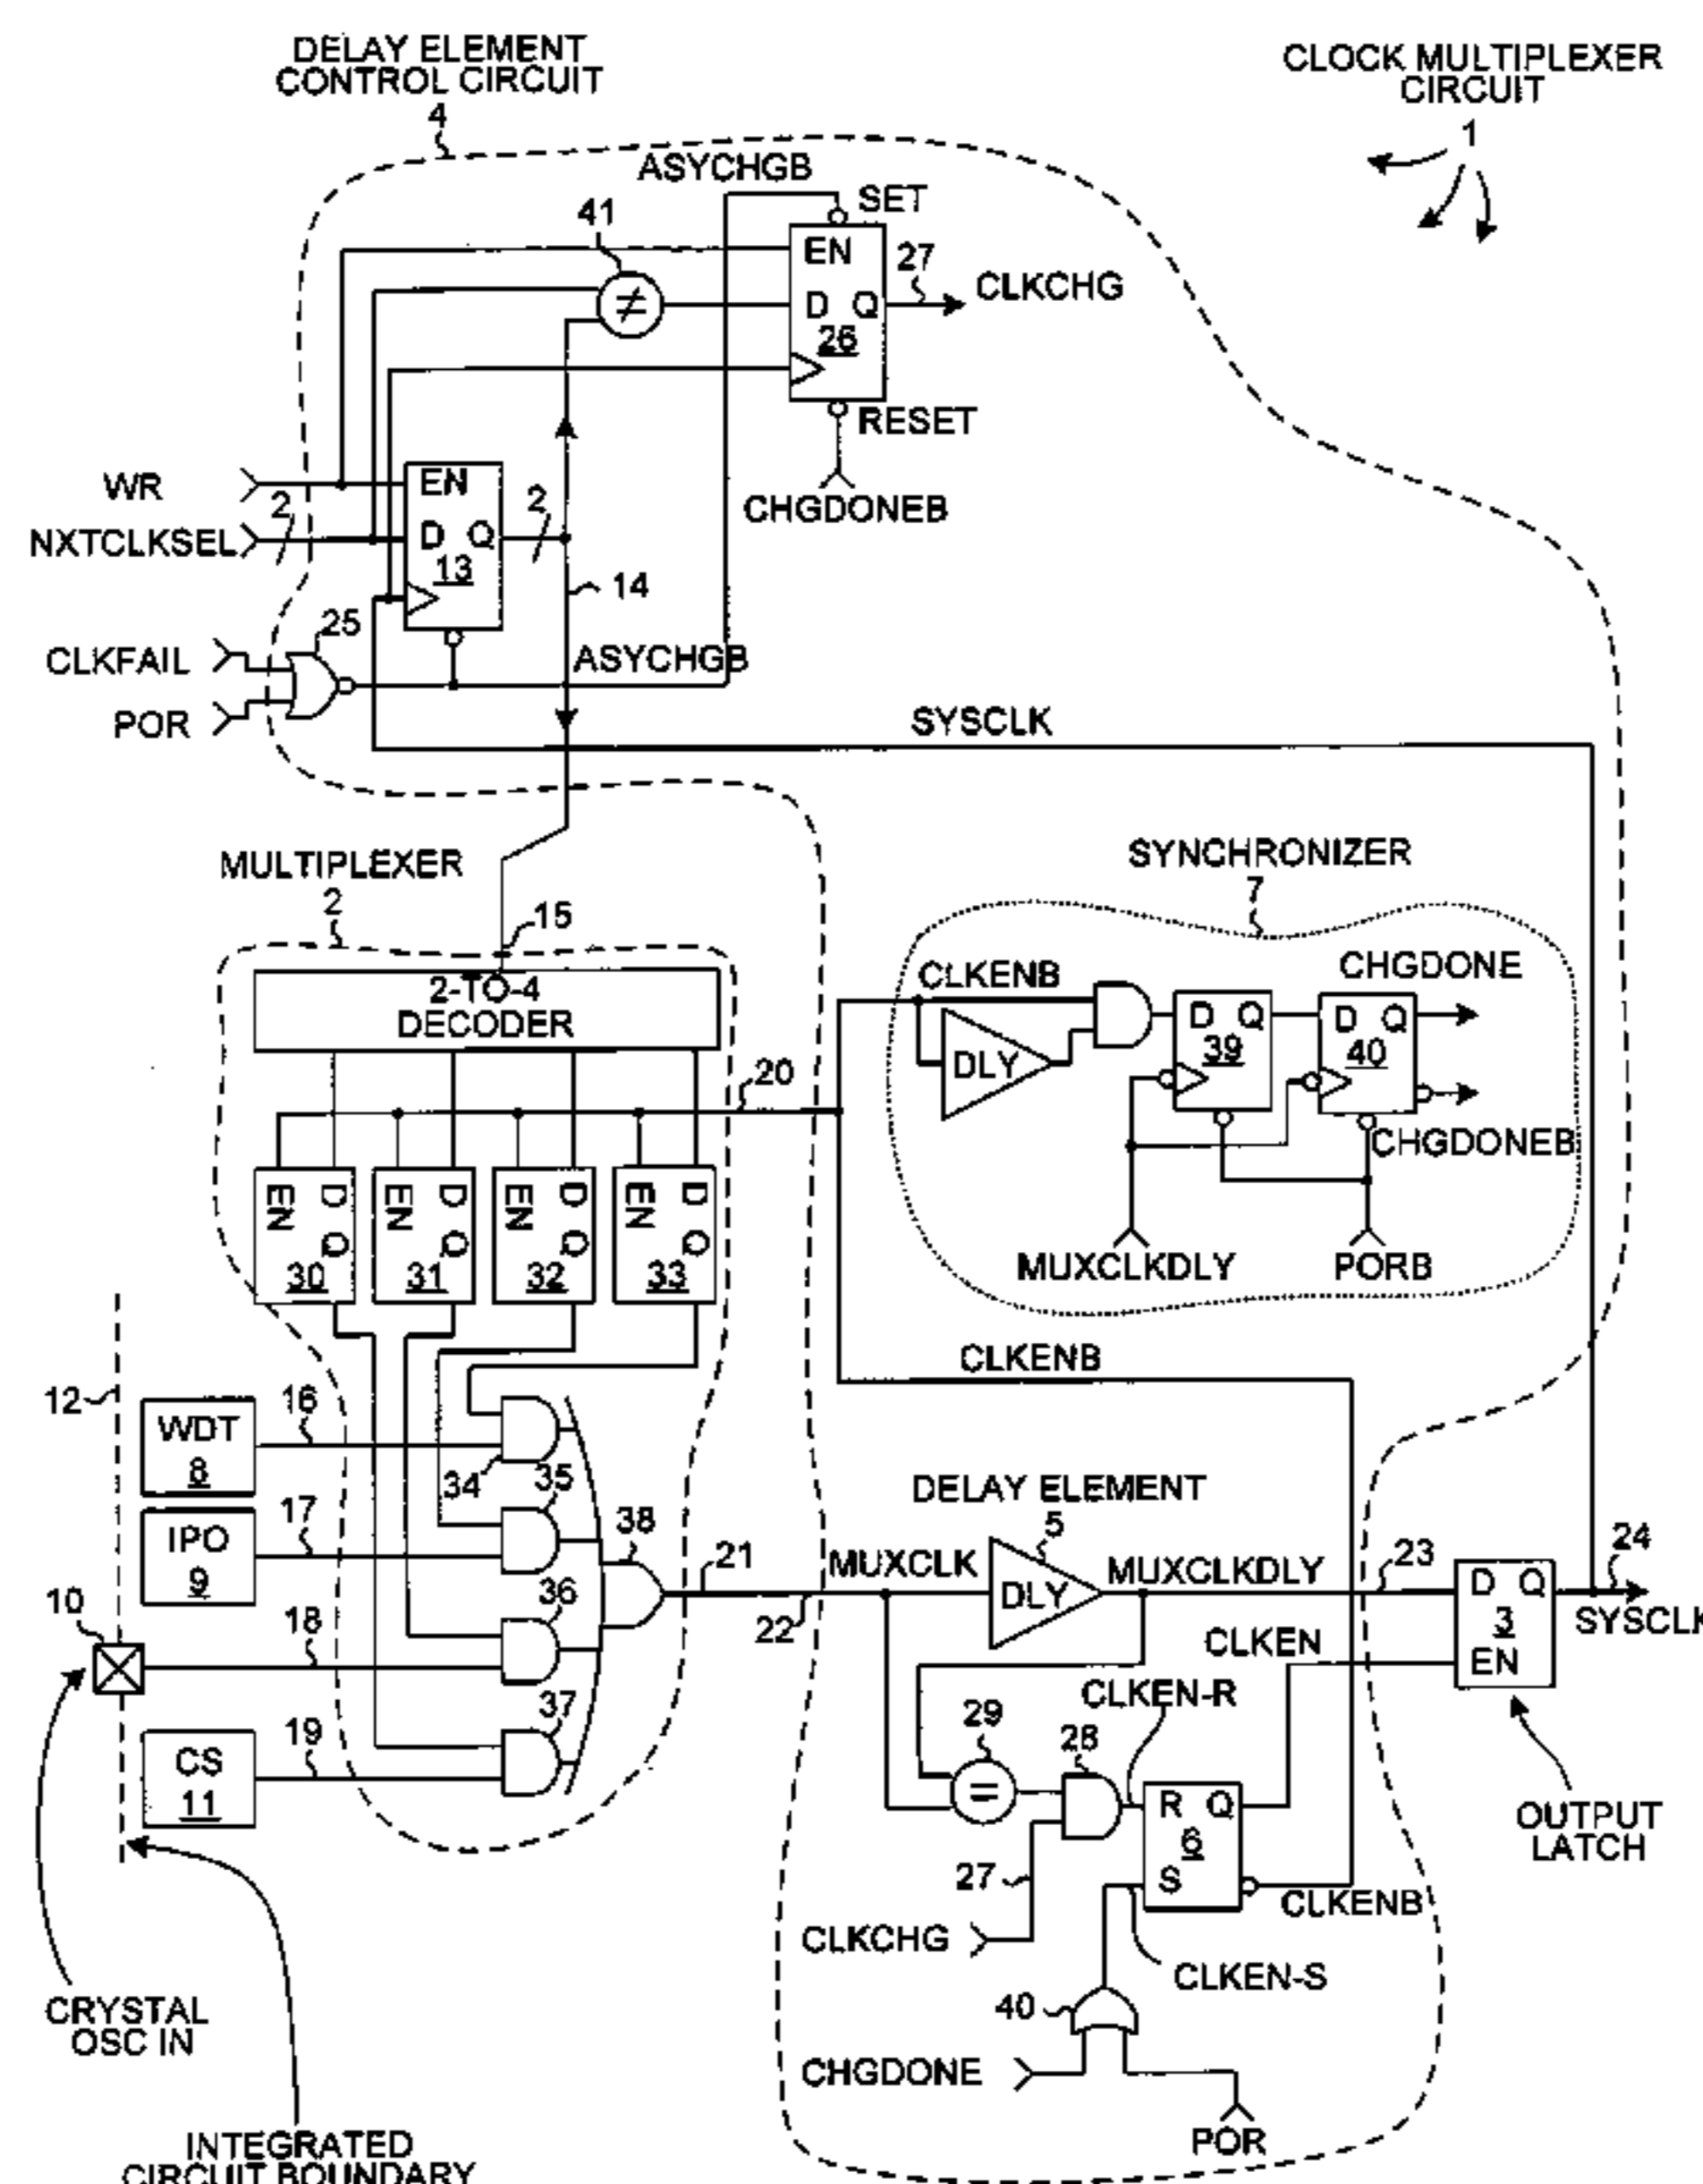 DELAY ELEMENT
CONTROL CIRCUIT
4
CLOCK MULTIPLEXER
CIRCUIT
1
ASYCHGB
SET
41
EN
27
CLKCHG
≠
D Q
26
RESET
WR
EN
2
CHGDONEB
NXTCLKSEL
2
D Q
13
14
25
CLKFAIL
ASYCHGB
POR
SYSCLK
MULTIPLEXER
2
SYNCHRONIZER
7
15
2-TO-4
DECODER
CLKENB
CHGDONE
D Q
39
D Q
40
DLY
20
CHGDONEB
EN D Q
30
EN D Q
31
EN D Q
32
EN D Q
33
MUXCLKDLY
PORB
CLKENB
12
WDT
8
16
34
35
DELAY ELEMENT
5
IPO
9
17
38
21
MUXCLK
DLY
MUXCLKDLY
23
D Q
3
EN
24
SYSCLK
22
10
18
36
CLKEN
CLKEN-R
CS
11
19
37
29
=
28
R Q
6
S
OUTPUT
LATCH
27
CLKENB
CLKCHG
CLKEN-S
CRYSTAL
OSC IN
40
CHGDONE
POR
INTEGRATED
CIRCUIT BOUNDARY